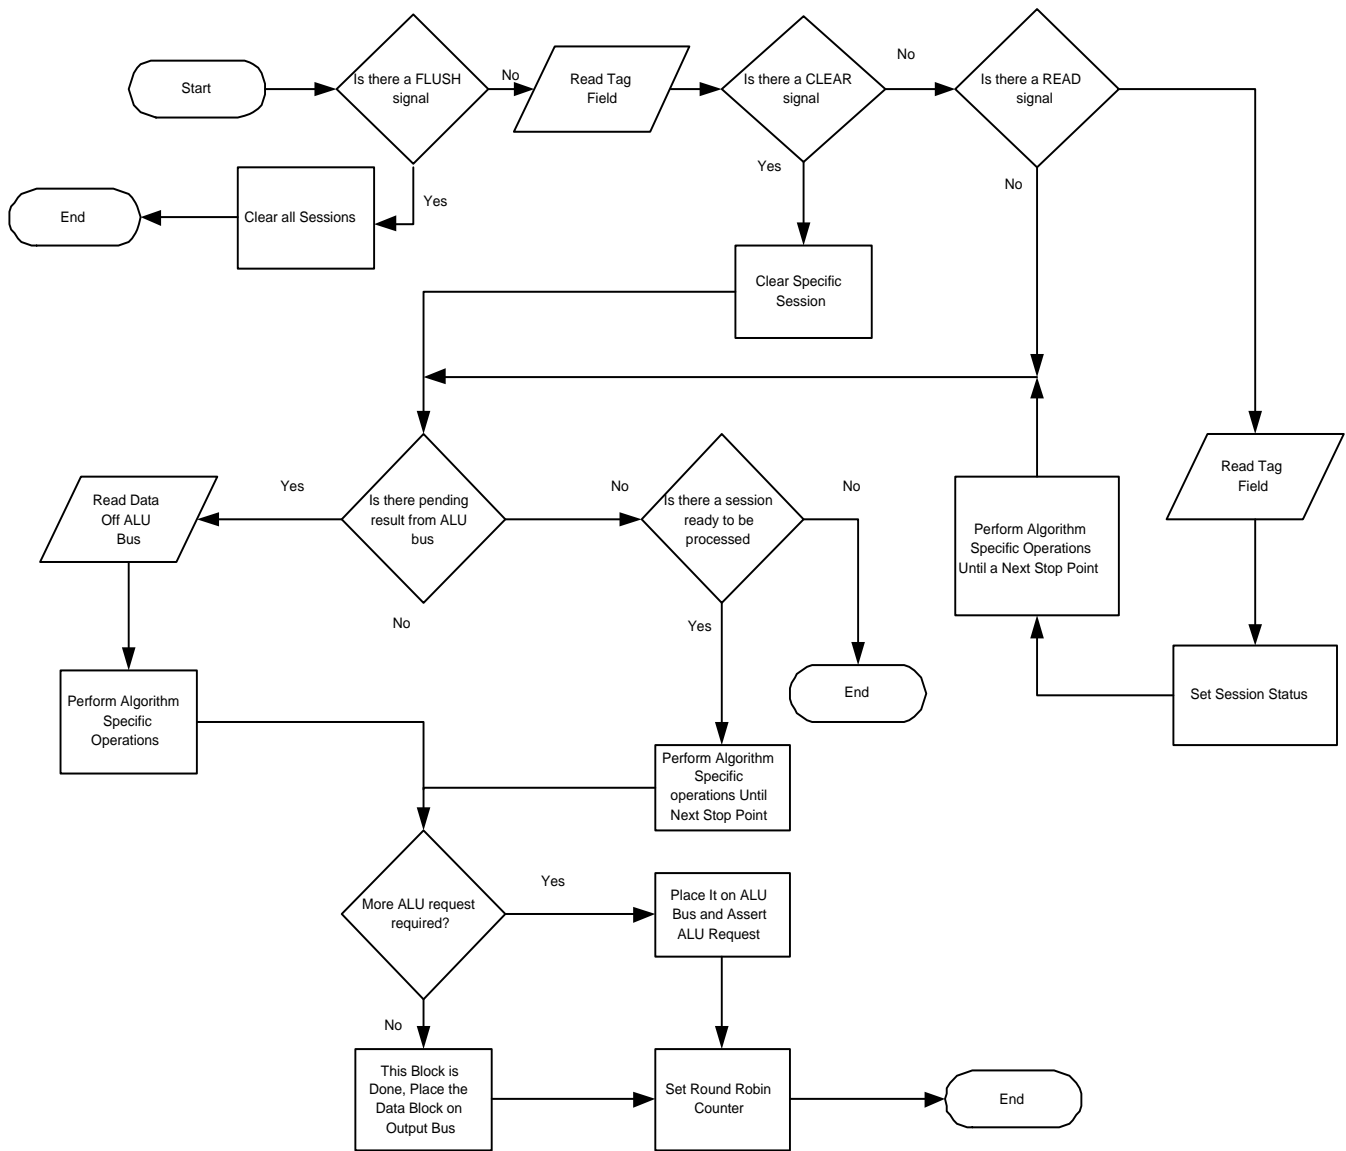 Start
Is there a FLUSH
signal
No
Read Tag
Field
Is there a CLEAR
signal
No
Is there a READ
signal
Yes
No
End
Clear all Sessions
Yes
Clear Specific
Session
Read Data
Off ALU
Bus
Yes
Is there pending
result from ALU
bus
No
Is there a session
ready to be
processed
No
Perform Algorithm
Specific Operations
Until a Next Stop Point
Read Tag
Field
No
Yes
End
Set Session Status
Perform Algorithm
Specific
Operations
Perform Algorithm
Specific
operations Until
Next Stop Point
More ALU request
required?
Yes
Place It on ALU
Bus and Assert
ALU Request
No
This Block is
Done, Place the
Data Block on
Output Bus
Set Round Robin
Counter
End